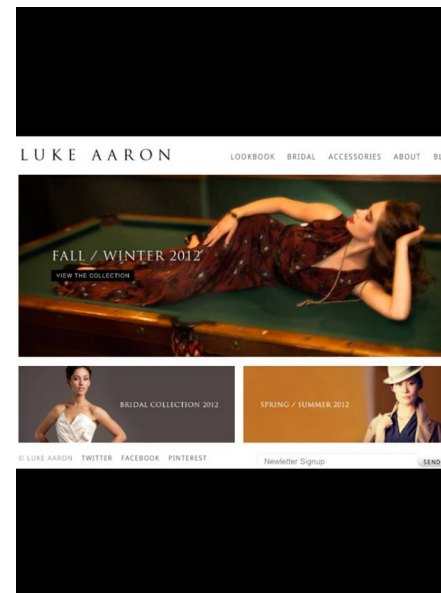 LUKE AARON
LOOKBOOK BRIDAL ACCESSORIES ABOUT BL
FALL / WINTER 2012
VIEW THE COLLECTION
BRIDAL COLLECTION 2012
SPRING / SUMMER 2012
© LUKE AARON TWITTER FACEBOOK PINTEREST
Newletter Signup
SEND